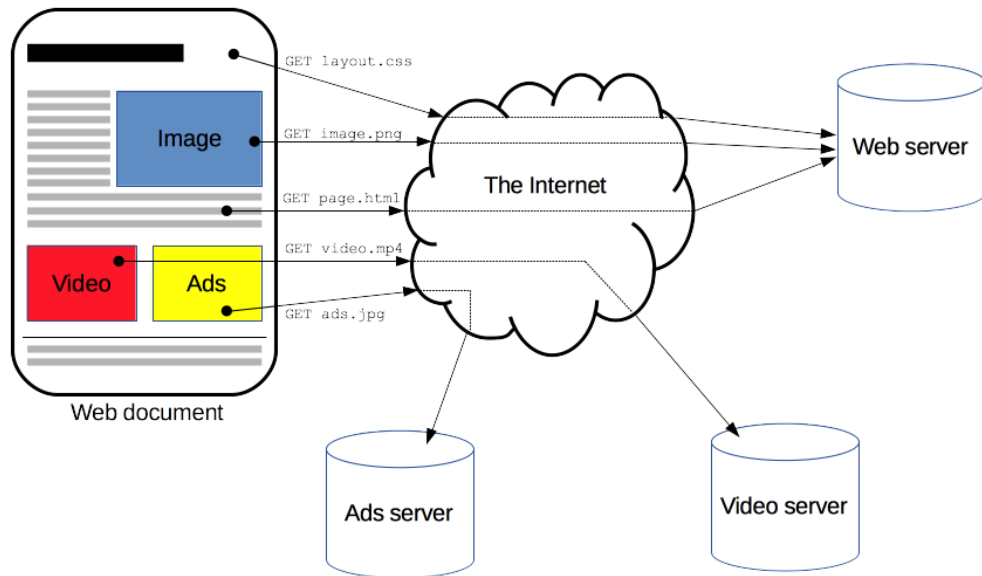 GET layout.css
Image
GET image.png
Web server
The Internet
GET page.html
GET video.mp4
Video
Ads
GET ads.jpg
Web document
Ads server
Video server